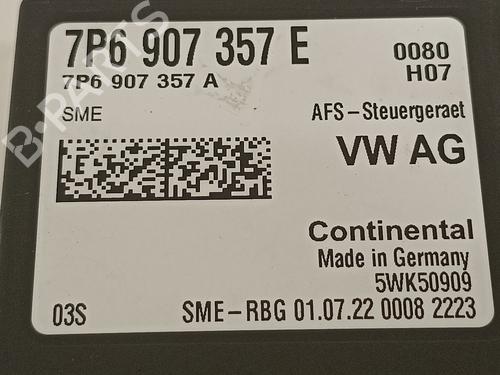 7P6 907 357 E
0080
7P6 907 357 A
H07
SME
AFS-Steuergeraet
VW AG
Continental
Made in Germany
5WK50909
03S
SME-RBG 01.07.22 0008 2223
B-PARTS